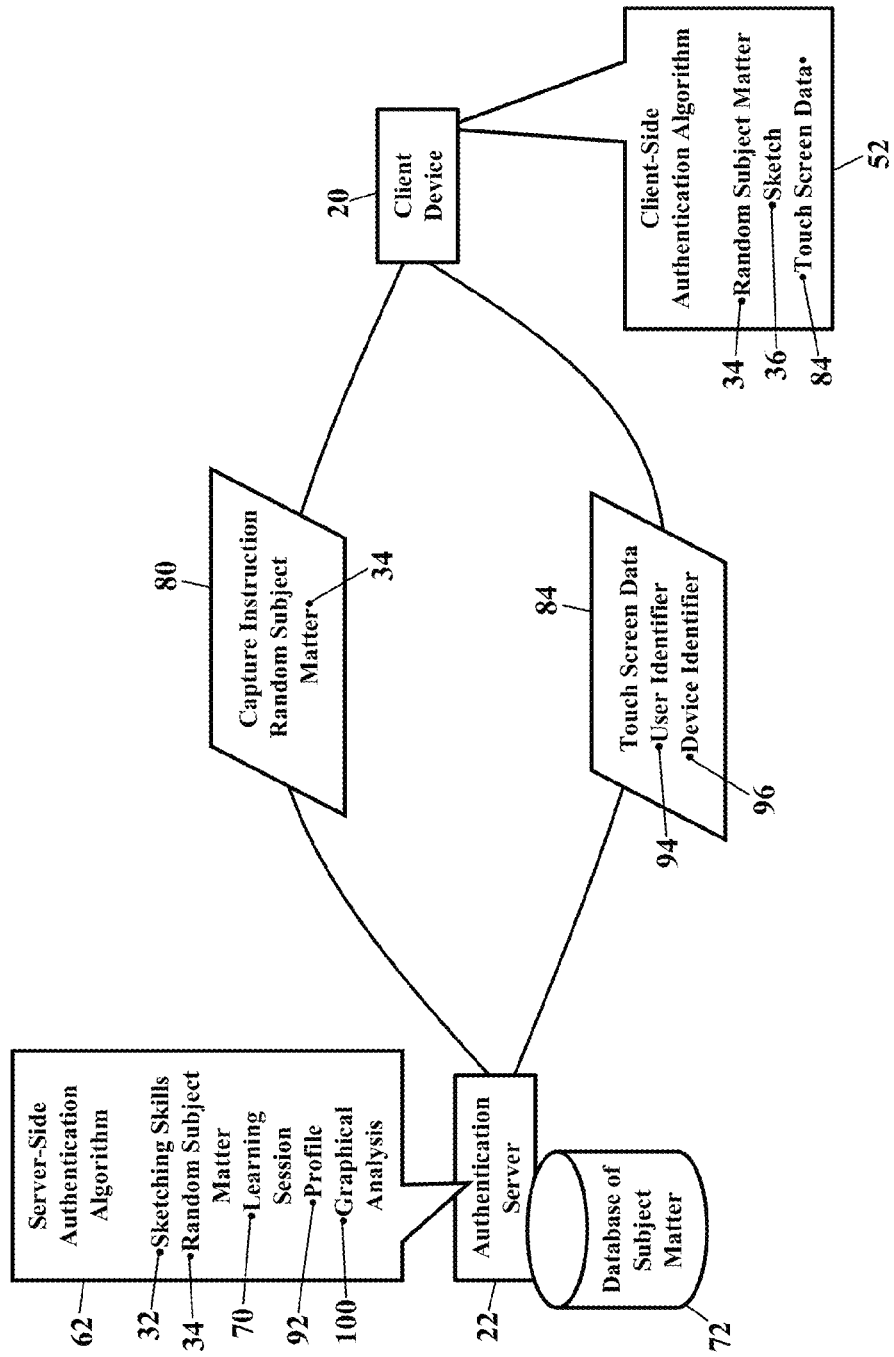 Server-Side
Authentication
Algorithm
62
32
•Sketching Skills
34
•Random Subject
Matter
70
•Learning
Session
92
•Profile
100
•Graphical
Analysis
22
Authentication
Server
Database of
Subject
Matter
72
80
Capture Instruction
Random Subject
Matter•
34
84
Touch Screen Data
•User Identifier
•Device Identifier
94
96
20
Client
Device
Client-Side
Authentication Algorithm
34
•Random Subject Matter
36
•Sketch
84
•Touch Screen Data•
52